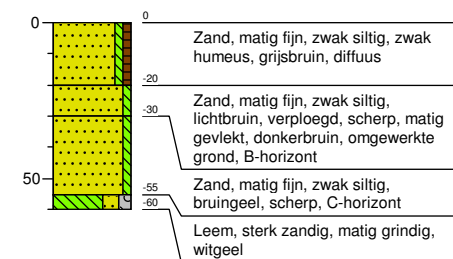 0
0
Zand, matig fijn, zwak siltig, zwak
humeus, grijsbruin, diffuus
-20
Zand, matig fijn, zwak siltig,
lichtbruin, verploegd, scherp, matig
gevlekt, donkerbruin, omgewerkte
grond, B-horizont
-30
50
-55
Zand, matig fijn, zwak siltig,
bruingeel, scherp, C-horizont
-60
Leem, sterk zandig, matig grindig,
witgeel